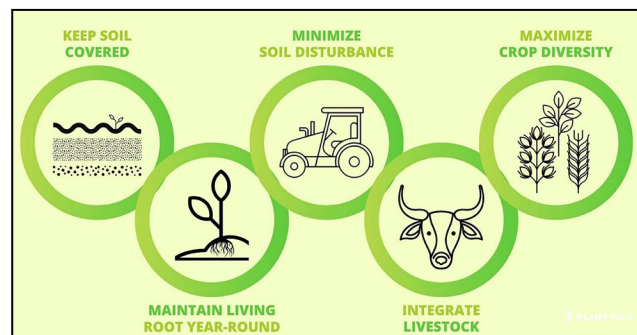 KEEP SOIL
COVERED
MINIMIZE
SOIL DISTURBANCE
MAXIMIZE
CROP DIVERSITY
MAINTAIN LIVING
ROOT YEAR-ROUND
INTEGRATE
LIVESTOCK